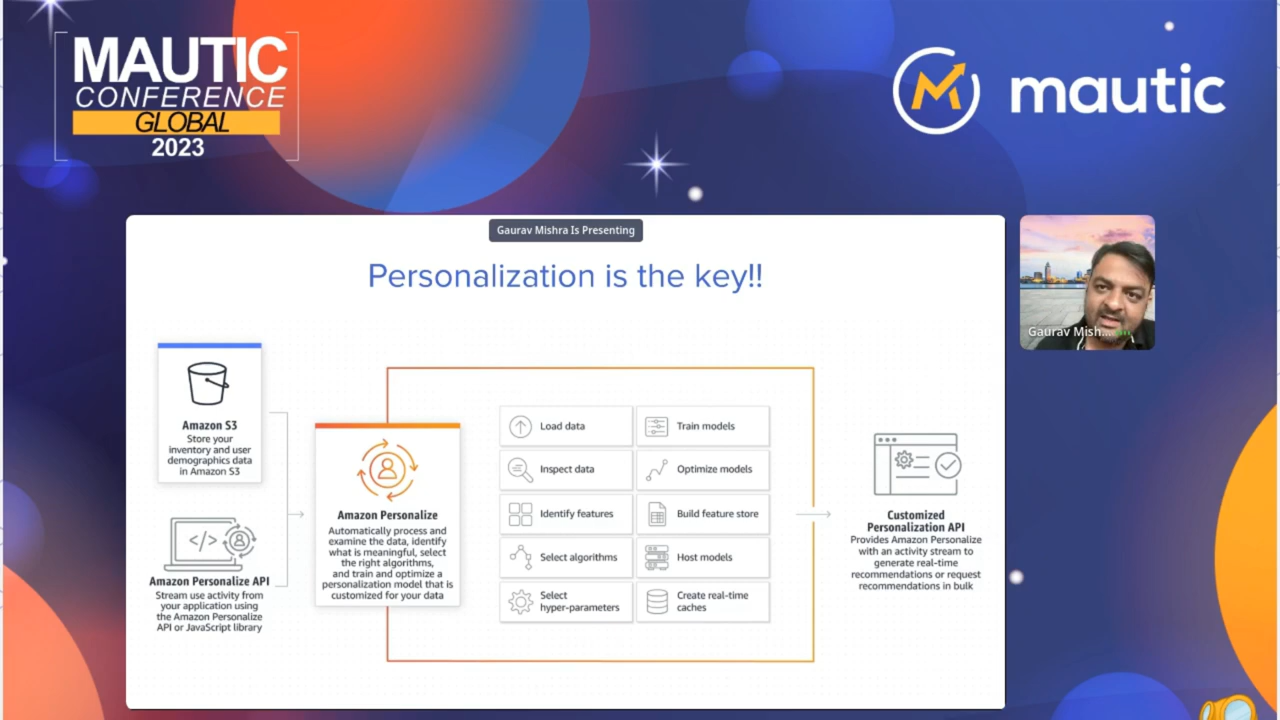 MAUTIC
CONFERENCE
GLOBAL
2023
mautic
Gaurav Mishra Is Presenting
Personalization is the key!!
Gaurav Mish...
Amazon S3
Store your
inventory and user
demographics data
in Amazon S3
Amazon Personalize API
Stream use activity from
your application using
the Amazon Personalize
API or JavaScript library
Amazon Personalize
Automatically process and
examine the data, identify
what is meaningful, select
the right algorithms,
and train and optimize a
personalization model that is
customized for your data
Load data
Train models
Inspect data
Optimize models
Identify features
Build feature store
Select algorithms
Host models
Select
hyper-parameters
Create real-time
caches
Customized
Personalization API
Provides Amazon Personalize
with an activity stream to
generate real-time
recommendations or request
recommendations in bulk